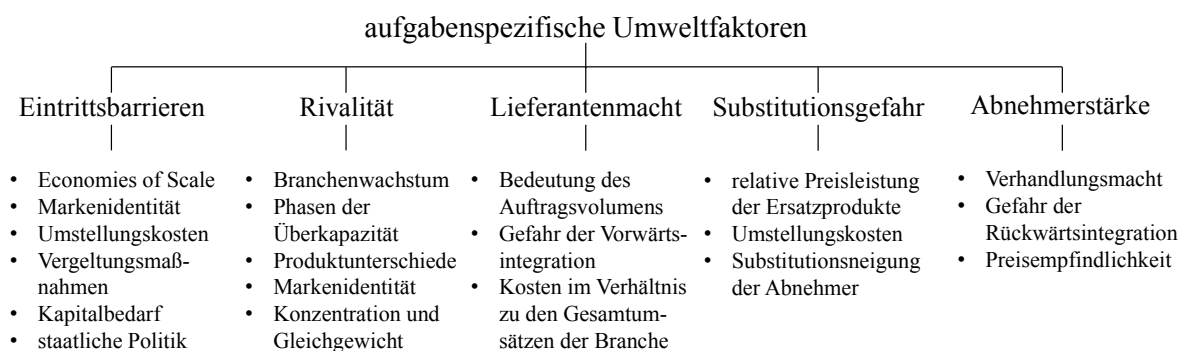 aufgabenspezifische Umweltfaktoren
Eintrittsbarrieren
• Economies of Scale
• Markenidentität
• Umstellungskosten
• Vergeltungsmaß-
nahmen
• Kapitalbedarf
• staatliche Politik
Rivalität
• Branchenwachstum
• Phasen der
Überkapazität
• Produktunterschiede
• Markenidentität
• Konzentration und
Gleichgewicht
Lieferantenmacht
• Bedeutung des
Auftragsvolumens
• Gefahr der Vorwärts-
integration
• Kosten im Verhältnis
zu den Gesamtum-
sätzen der Branche
Substitutionsgefahr
• relative Preisleistung
der Ersatzprodukte
• Umstellungskosten
• Substitutionsneigung
der Abnehmer
Abnehmerstärke
• Verhandlungsmacht
• Gefahr der
Rückwärtsintegration
• Preisempfindlichkeit